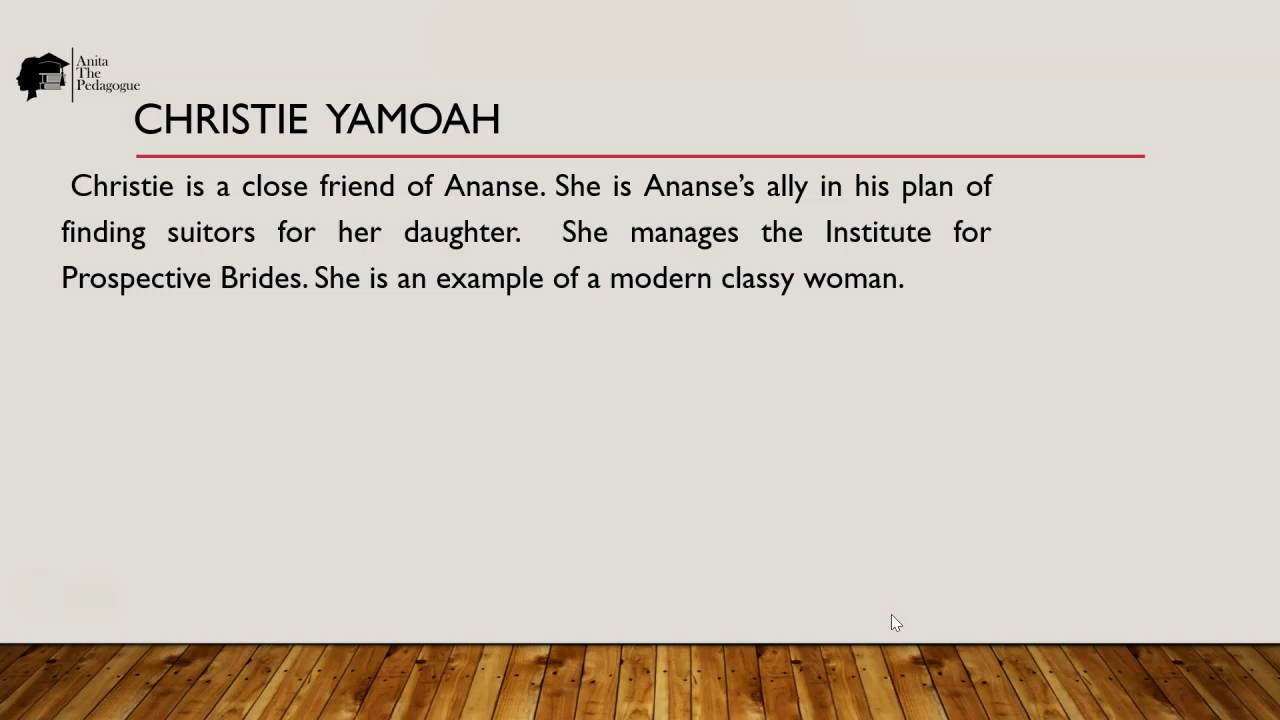 Anita
The
Pedagogue
CHRISTIE YAMOAH
Christie is a close friend of Ananse. She is Ananse’s ally in his plan of
finding suitors for her daughter. She manages the Institute for
Prospective Brides. She is an example of a modern classy woman.